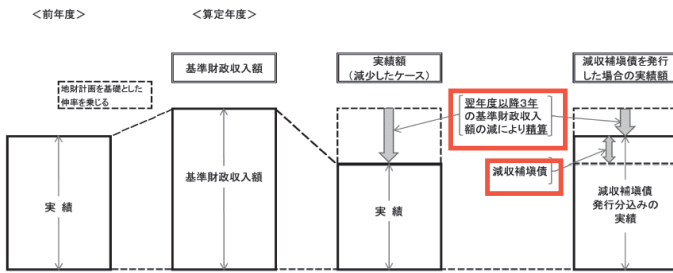 ＜前年度＞
＜算定年度＞
基準財政収入額
実績額
（減少したケース）
減収補塡債を発行
した場合の実績額
地財計画を基礎とした
伸率を乗じる
翌年度以降3年
の基準財政収入
額の減により精算
減収補塡債
実 績
基準財政収入額
実 績
減収補塡債
発行分込みの
実績